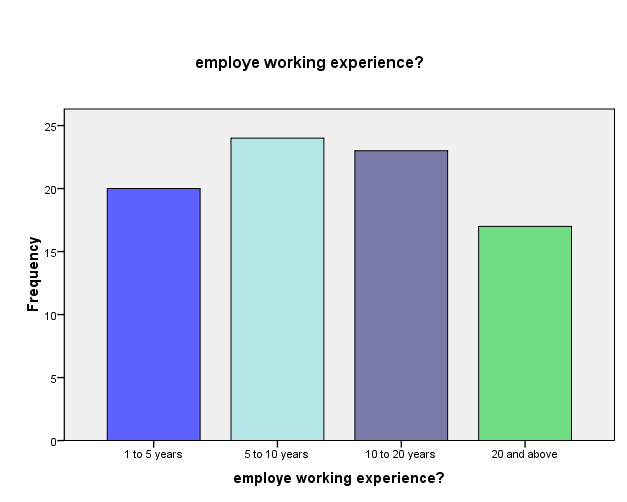 employe working experience?
25
20
15
10
5
0
Frequency
1 to 5 years
5 to 10 years
10 to 20 years
20 and above
employe working experience?